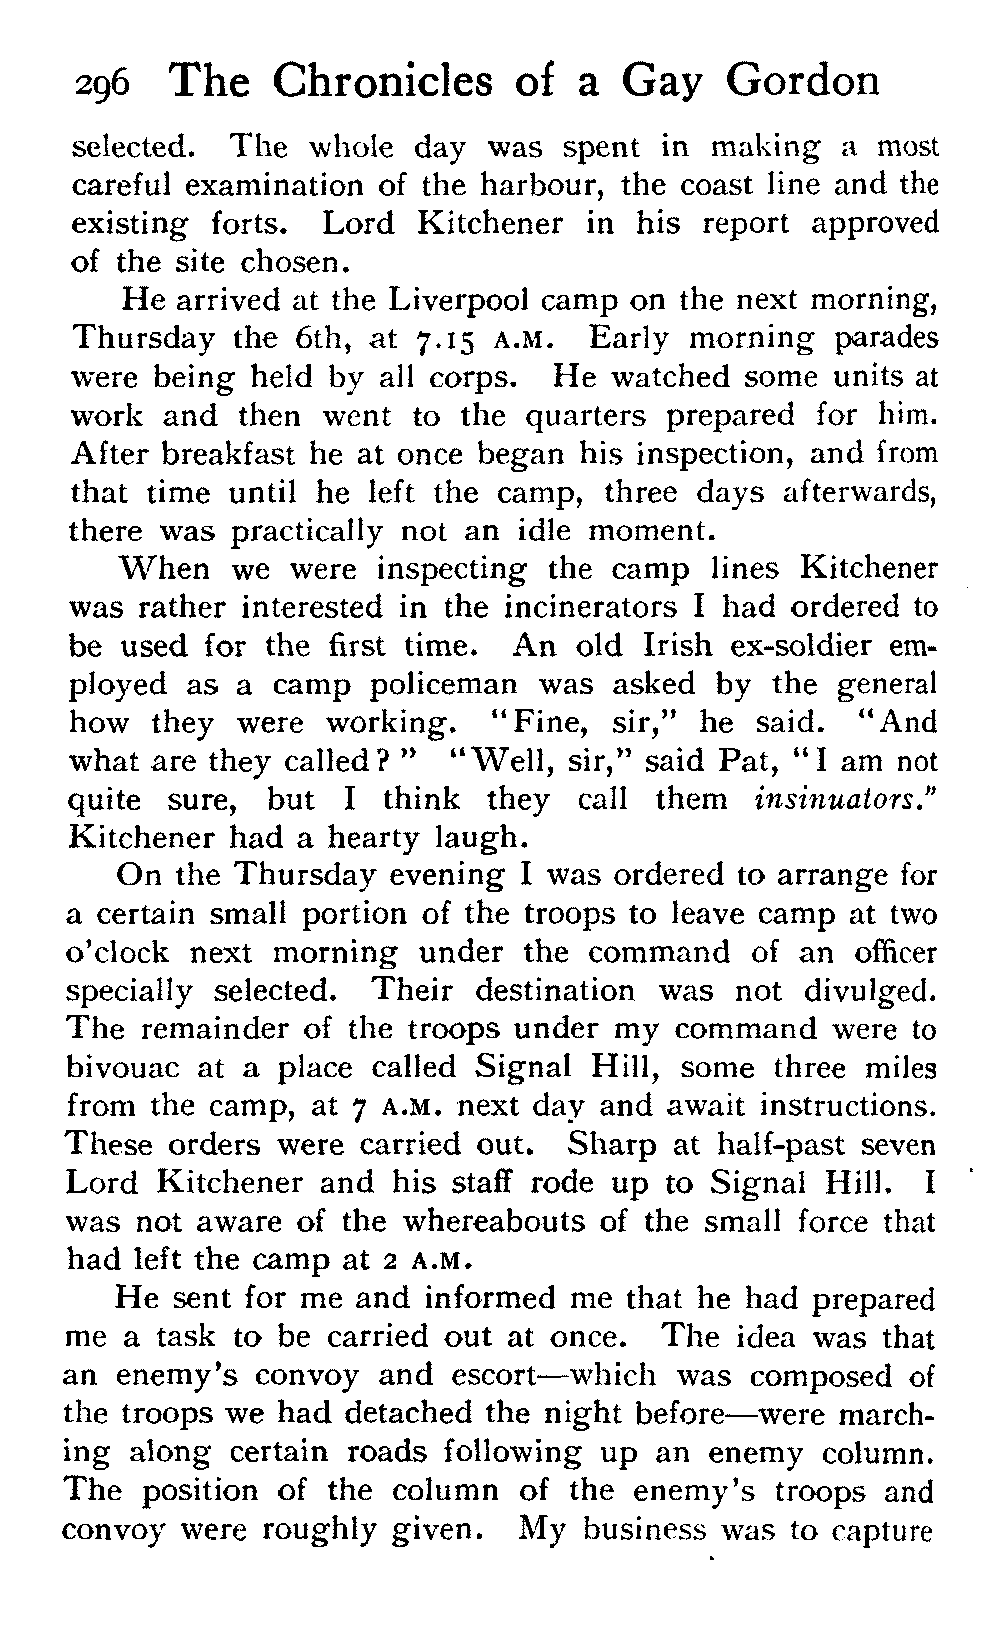 296 The Chronicles of a Gay Gordon
selected. The whole day was spent in making a most
careful examination of the harbour, the coast line and the
existing forts. Lord Kitchener in his report approved
of the site chosen.
He arrived at the Liverpool camp on the next morning,
Thursday the 6th, at 7.15 A.M. Early morning parades
were being held by all corps. He watched some units at
work and then went to the quarters prepared for him.
After breakfast he at once began his inspection, and from
that time until he left the camp, three days afterwards,
there was practically not an idle moment.
When we were inspecting the camp lines Kitchener
was rather interested in the incinerators I had ordered to
be used for the first time. An old Irish ex-soldier em-
ployed as a camp policeman was asked by the general
how they were working. "Fine, sir," he said. "And
what are they called?" "Well, sir," said Pat, "I am not
quite sure, but I think they call them insinuators."
Kitchener had a hearty laugh.
On the Thursday evening I was ordered to arrange for
a certain small portion of the troops to leave camp at two
o'clock next morning under the command of an officer
specially selected. Their destination was not divulged.
The remainder of the troops under my command were to
bivouac at a place called Signal Hill, some three miles
from the camp, at 7 A.M. next day and await instructions.
These orders were carried out. Sharp at half-past seven
Lord Kitchener and his staff rode up to Signal Hill. I
was not aware of the whereabouts of the small force that
had left the camp at 2 A.M.
He sent for me and informed me that he had prepared
me a task to be carried out at once. The idea was that
an enemy's convoy and escort—which was composed of
the troops we had detached the night before—were march-
ing along certain roads following up an enemy column.
The position of the column of the enemy's troops and
convoy were roughly given. My business was to capture